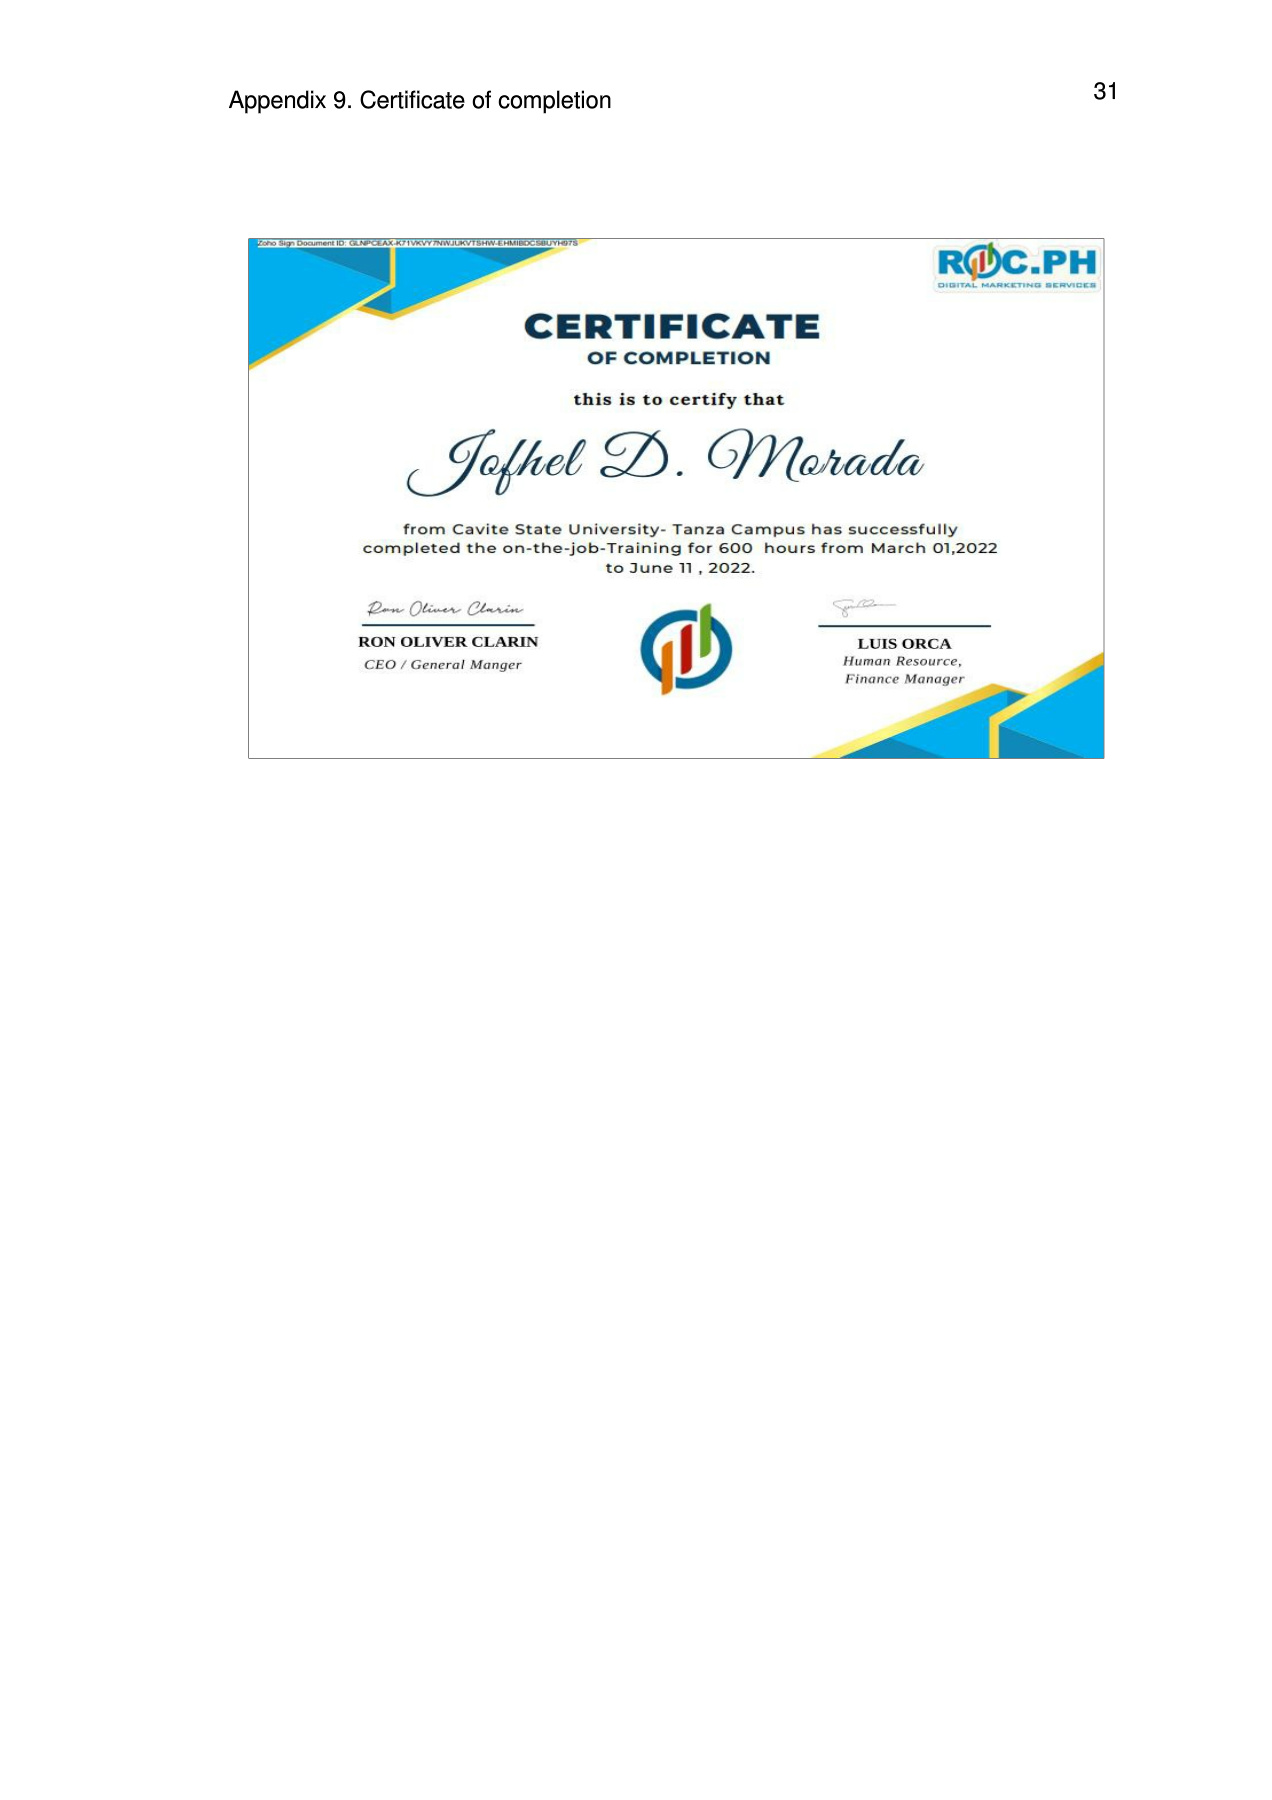 Appendix 9. Certificate of completion
31
Zoho Sign Document ID: GLNPCEAX-K71VKVY7NWJUKVTSHW-EHMIBDCSBUYH97S
ROC.PH
DIGITAL MARKETING SERVICES
CERTIFICATE
OF COMPLETION
this is to certify that
Jofhel D. Morada
from Cavite State University- Tanza Campus has successfully
completed the on-the-job-Training for 600 hours from March 01,2022
to June 11 , 2022.
Ron Oliver Clarin
RON OLIVER CLARIN
CEO / General Manger
LUIS ORCA
Human Resource,
Finance Manager